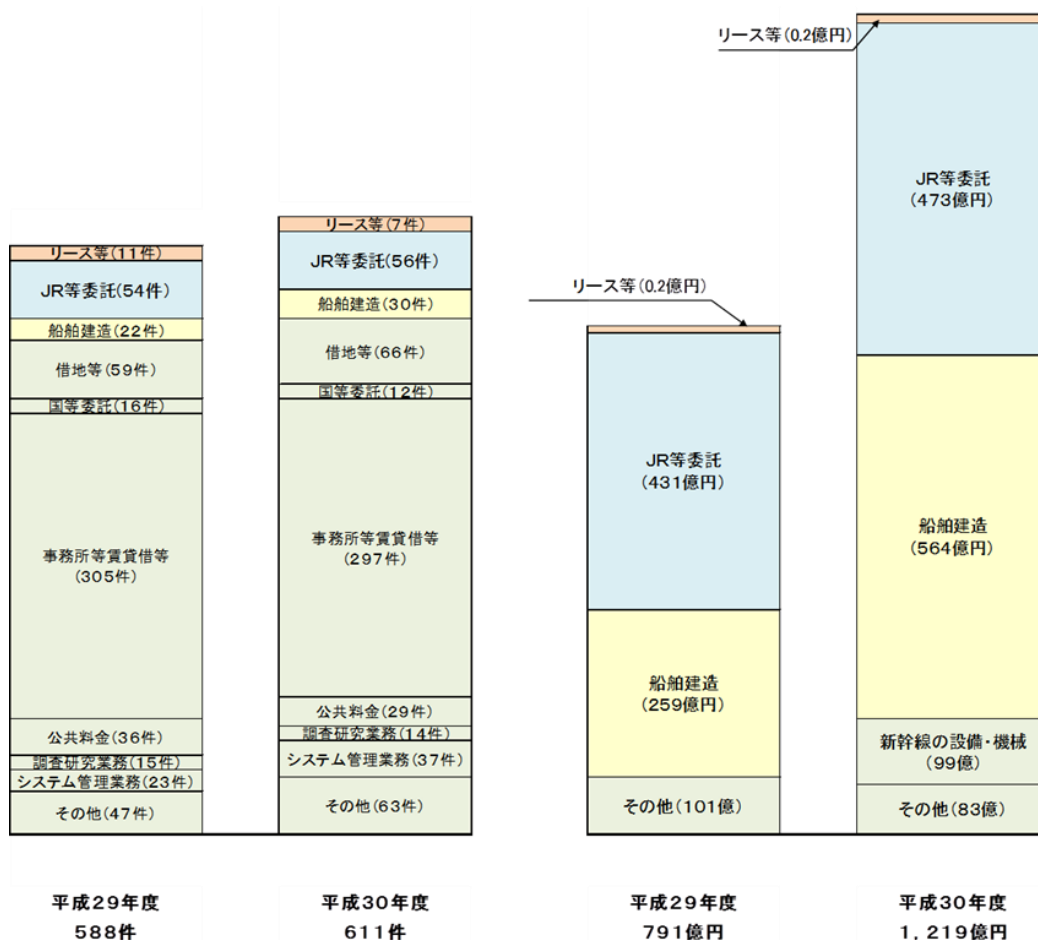 リース等(11件)
JR等委託(54件)
船舶建造(22件)
借地等(59件)
国等委託(16件)
事務所等賃貸借等
(305件)
公共料金(36件)
調査研究業務(15件)
システム管理業務(23件)
その他(47件)
平成29年度
588件
リース等(7件)
JR等委託(56件)
船舶建造(30件)
借地等(66件)
国等委託(12件)
事務所等賃貸借等
(297件)
公共料金(29件)
調査研究業務(14件)
システム管理業務(37件)
その他(63件)
平成30年度
611件
リース等(0.2億円)
JR等委託
(431億円)
船舶建造
(259億円)
その他(101億)
平成29年度
791億円
リース等(0.2億円)
JR等委託
(473億円)
船舶建造
(564億円)
新幹線の設備・機械
(99億)
その他(83億)
平成30年度
1,219億円